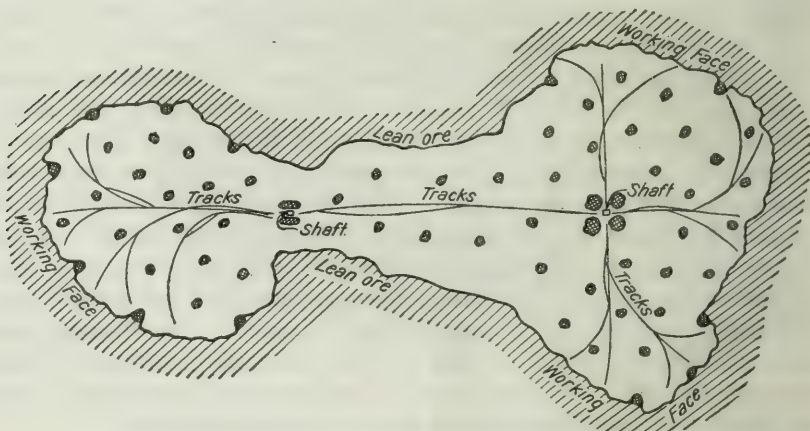 Working Face
Lean ore
Tracks
Shaft.
Tracks
Shaft
Working
Face
Lean ore
Tracks
Working
Face